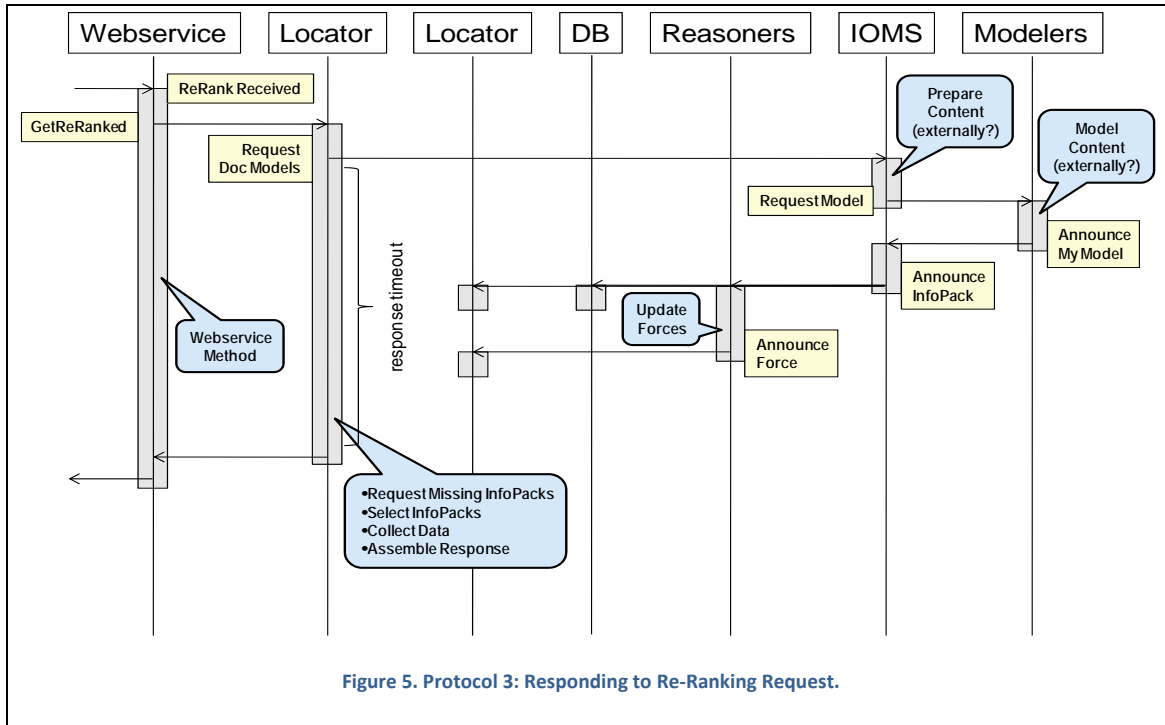 Webservice
Locator
Locator
DB
Reasoners
IOMS
Modelers
ReRank Received
GetReRanked
Request
Doc Models
Prepare
Content
(externally?)
Model
Content
(externally?)
Request Model
Announce
My Model
Announce
InfoPack
response timeout
Update
Forces
Webservice
Method
Announce
Force
•Request Missing InfoPacks
•Select InfoPacks
•Collect Data
•Assemble Response
Figure 5. Protocol 3: Responding to Re-Ranking Request.